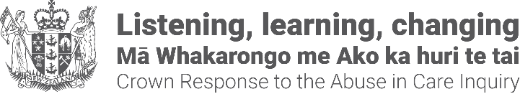 Listening, learning, changing
Mā Whakarongo me Ako ka huri te tai
Crown Response to the Abuse in Care Inquiry